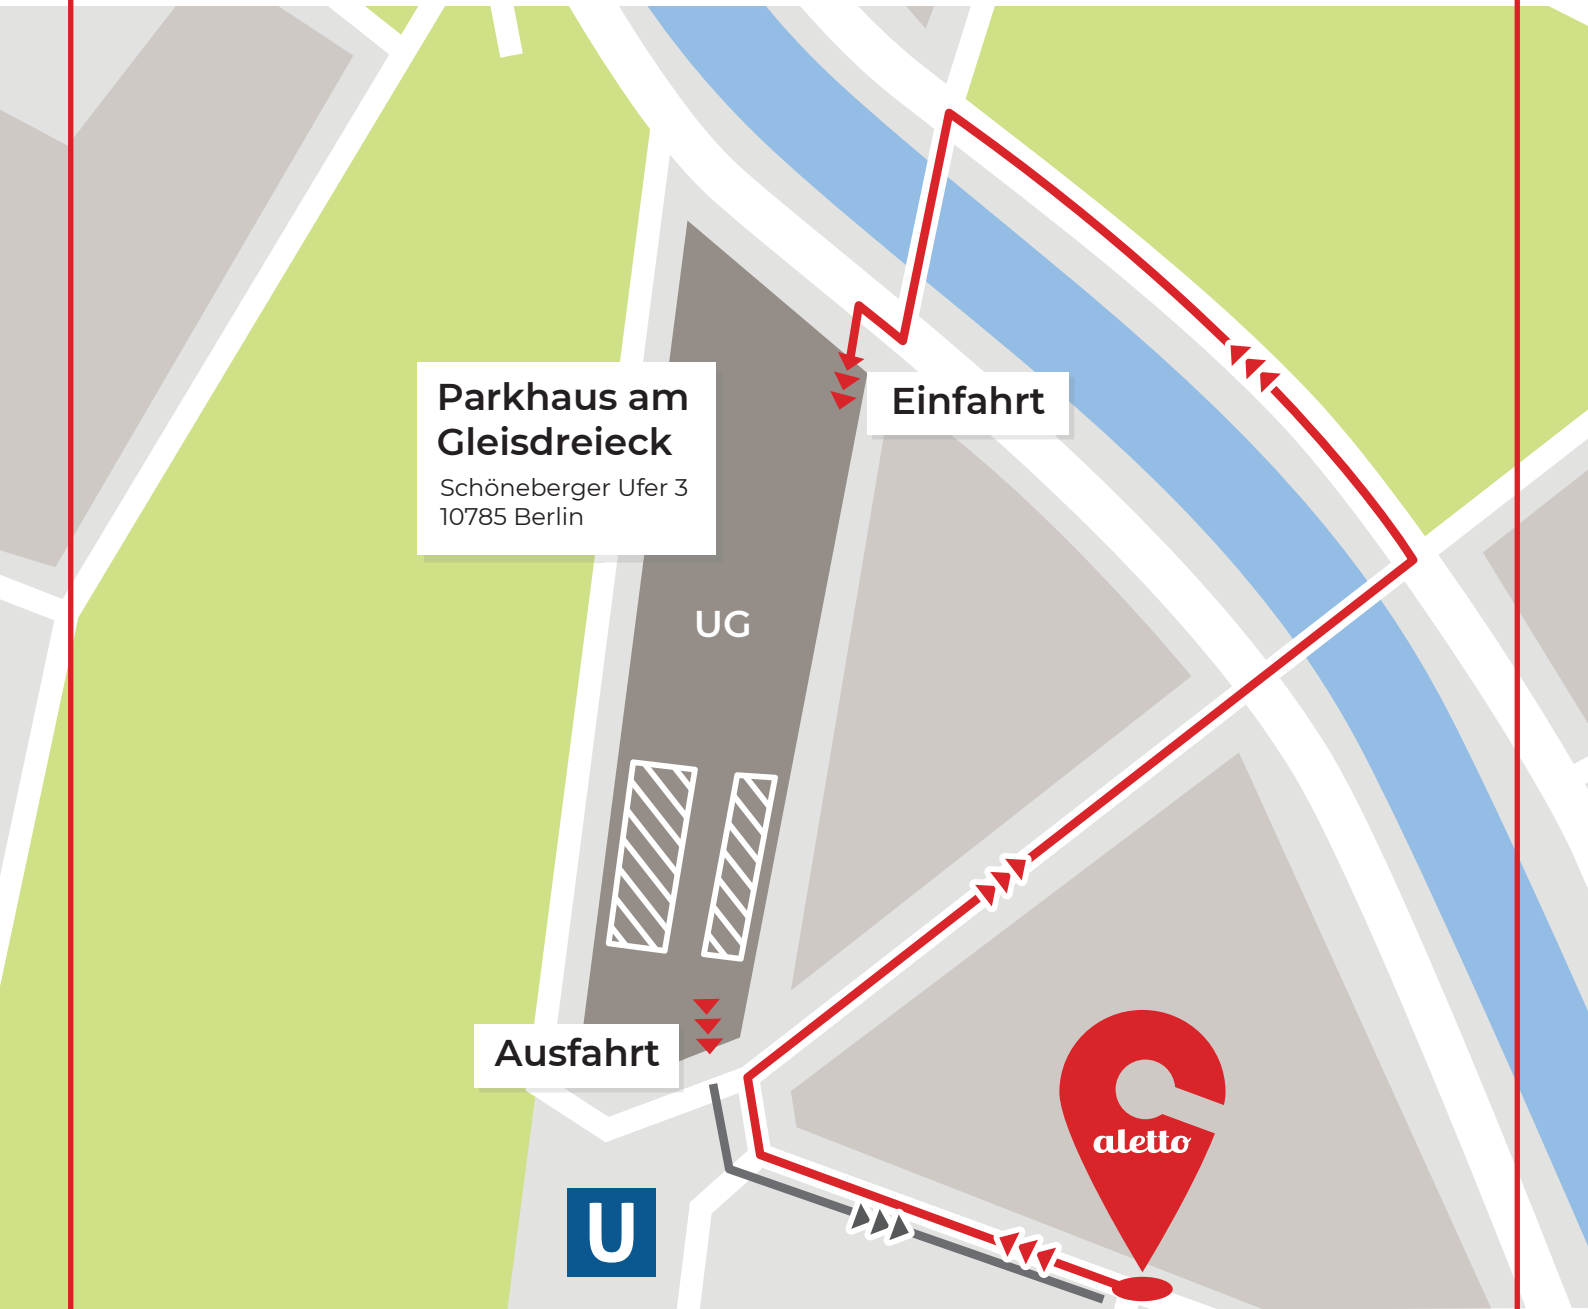 Parkhaus am
Gleisdreieck
Schöneberger Ufer 3
10785 Berlin
Einfahrt
UG
Ausfahrt
aletto
U